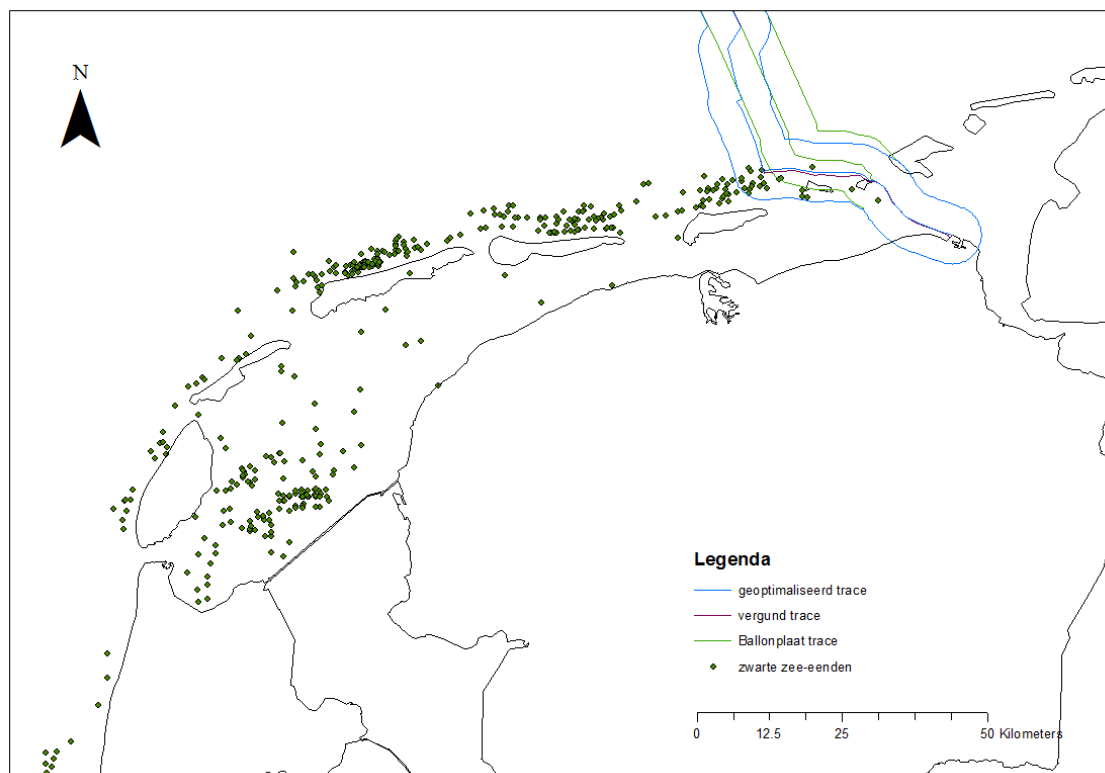 N
Legenda
geoptimaliseerd trace
vergund trace
Ballonplaat trace
zwarte zee-eenden
0 12.5 25 50 Kilometers